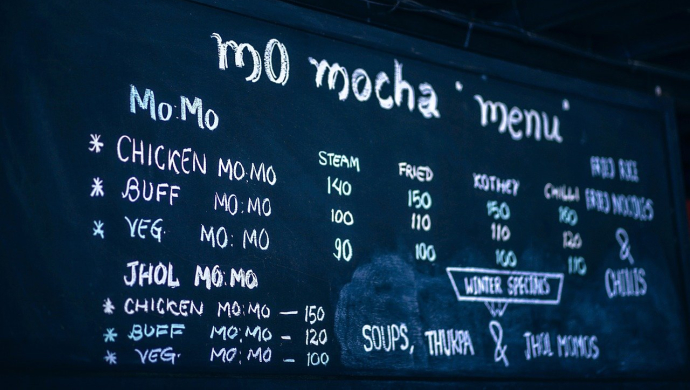 mo mocha 'menu'
Mo:Mo
STEAM FRIED KOTHEY CHILLI
* CHICKEN MO:MO 140 150 150 160
* BUFF MO:MO 100 110 110 120
* VEG. MO:MO 90 100 100 110
FRIED RICE
FRIED NOODLES
&
CHILLIS
JHOL MO:MO
* CHICKEN MO:MO – 150
* BUFF MO:MO – 120
* VEG. MO:MO – 100
WINTER SPECIALS
SOUPS, THUKPA & JHOL MOMOS